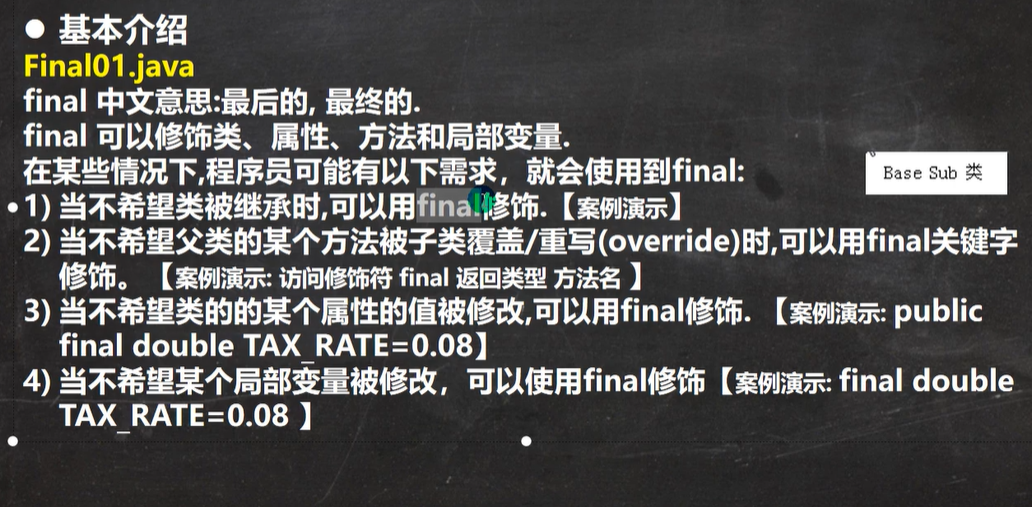 ● 基本介绍
Final01.java
final 中文意思:最后的, 最终的.
final 可以修饰类、属性、方法和局部变量.
在某些情况下,程序员可能有以下需求，就会使用到final:
Base Sub 类
1) 当不希望类被继承时,可以用final修饰.【案例演示】
2) 当不希望父类的某个方法被子类覆盖/重写(override)时,可以用final关键字
修饰。【案例演示: 访问修饰符 final 返回类型 方法名 】
3) 当不希望类的的某个属性的值被修改,可以用final修饰. 【案例演示: public
final double TAX_RATE=0.08】
4) 当不希望某个局部变量被修改，可以使用final修饰【案例演示: final double
TAX_RATE=0.08 】